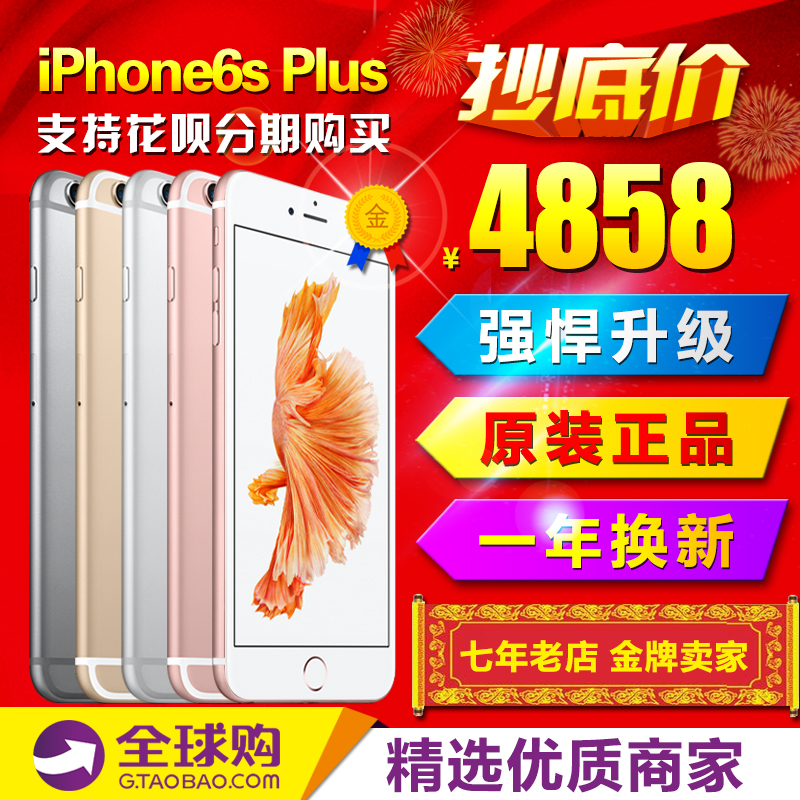 iPhone6s Plus
支持花呗分期购买
抄底价
金
¥4858
强悍升级
原装正品
一年换新
七年老店 金牌卖家
全球购
G.TAOBAO.COM
精选优质商家